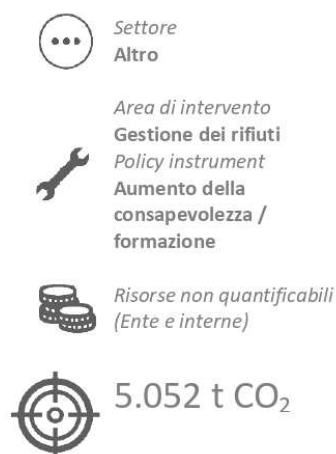 Settore
Altro
Area di intervento
Gestione dei rifiuti
Policy instrument
Aumento della
consapevolezza /
formazione
Risorse non quantificabili
(Ente e interne)
5.052 t CO₂